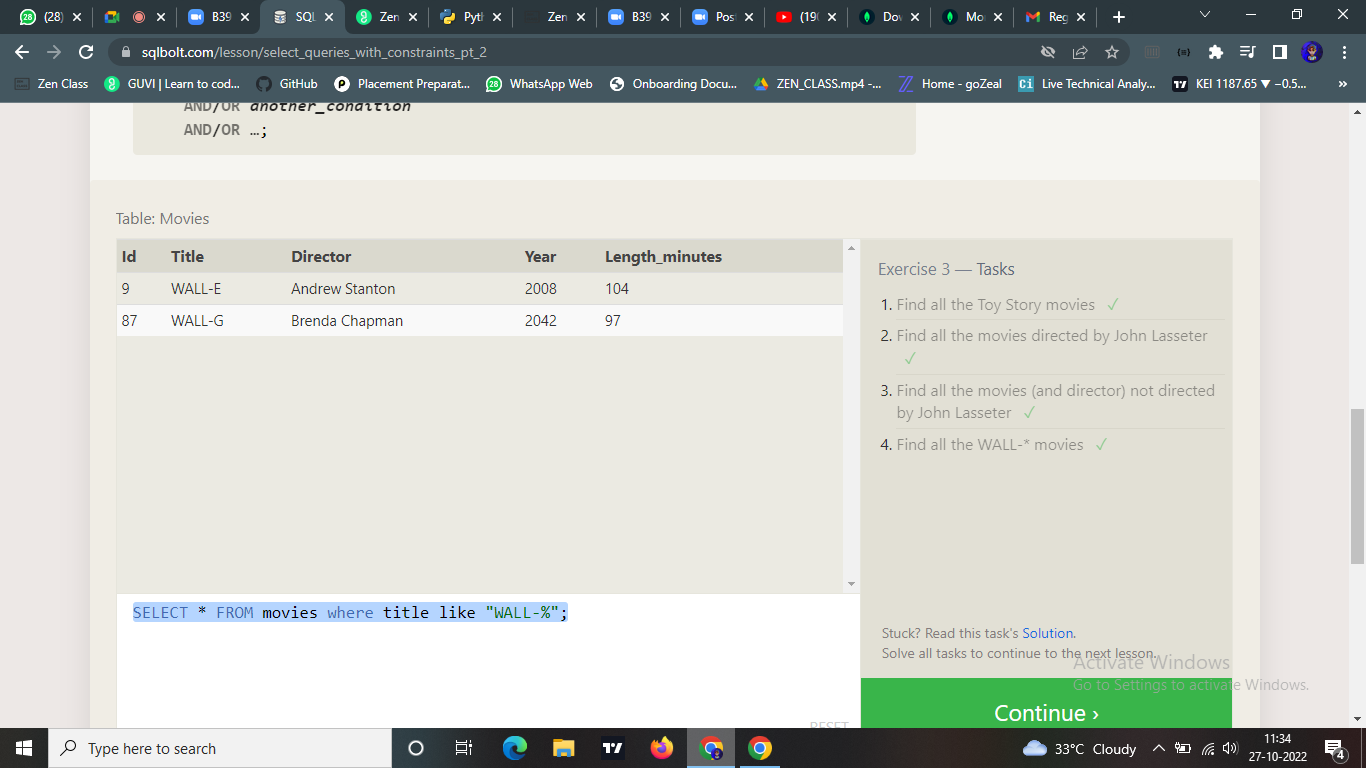 (28) B39 SQL Zen Pyth Zen B39 Post (190 Dov Mo Reg
sqlbolt.com/lesson/select_queries_with_constraints_pt_2
Zen Class GUVI | Learn to cod... GitHub Placement Preparat... WhatsApp Web Onboarding Docu... ZEN_CLASS.mp4 -... Home - goZeal Live Technical Analy... KEI 1187.65 ▼ −0.5... »
AND/OR another_condition
AND/OR …;
Table: Movies
Id Title Director Year Length_minutes
9 WALL-E Andrew Stanton 2008 104
87 WALL-G Brenda Chapman 2042 97
Exercise 3 — Tasks
1. Find all the Toy Story movies ✓
2. Find all the movies directed by John Lasseter
✓
3. Find all the movies (and director) not directed
by John Lasseter ✓
4. Find all the WALL-* movies ✓
SELECT * FROM movies where title like "WALL-%";
RESET
Stuck? Read this task's Solution.
Solve all tasks to continue to the next lesson.
Continue ›
Activate Windows
Go to Settings to activate Windows.
Type here to search
33°C Cloudy
11:34
27-10-2022
4